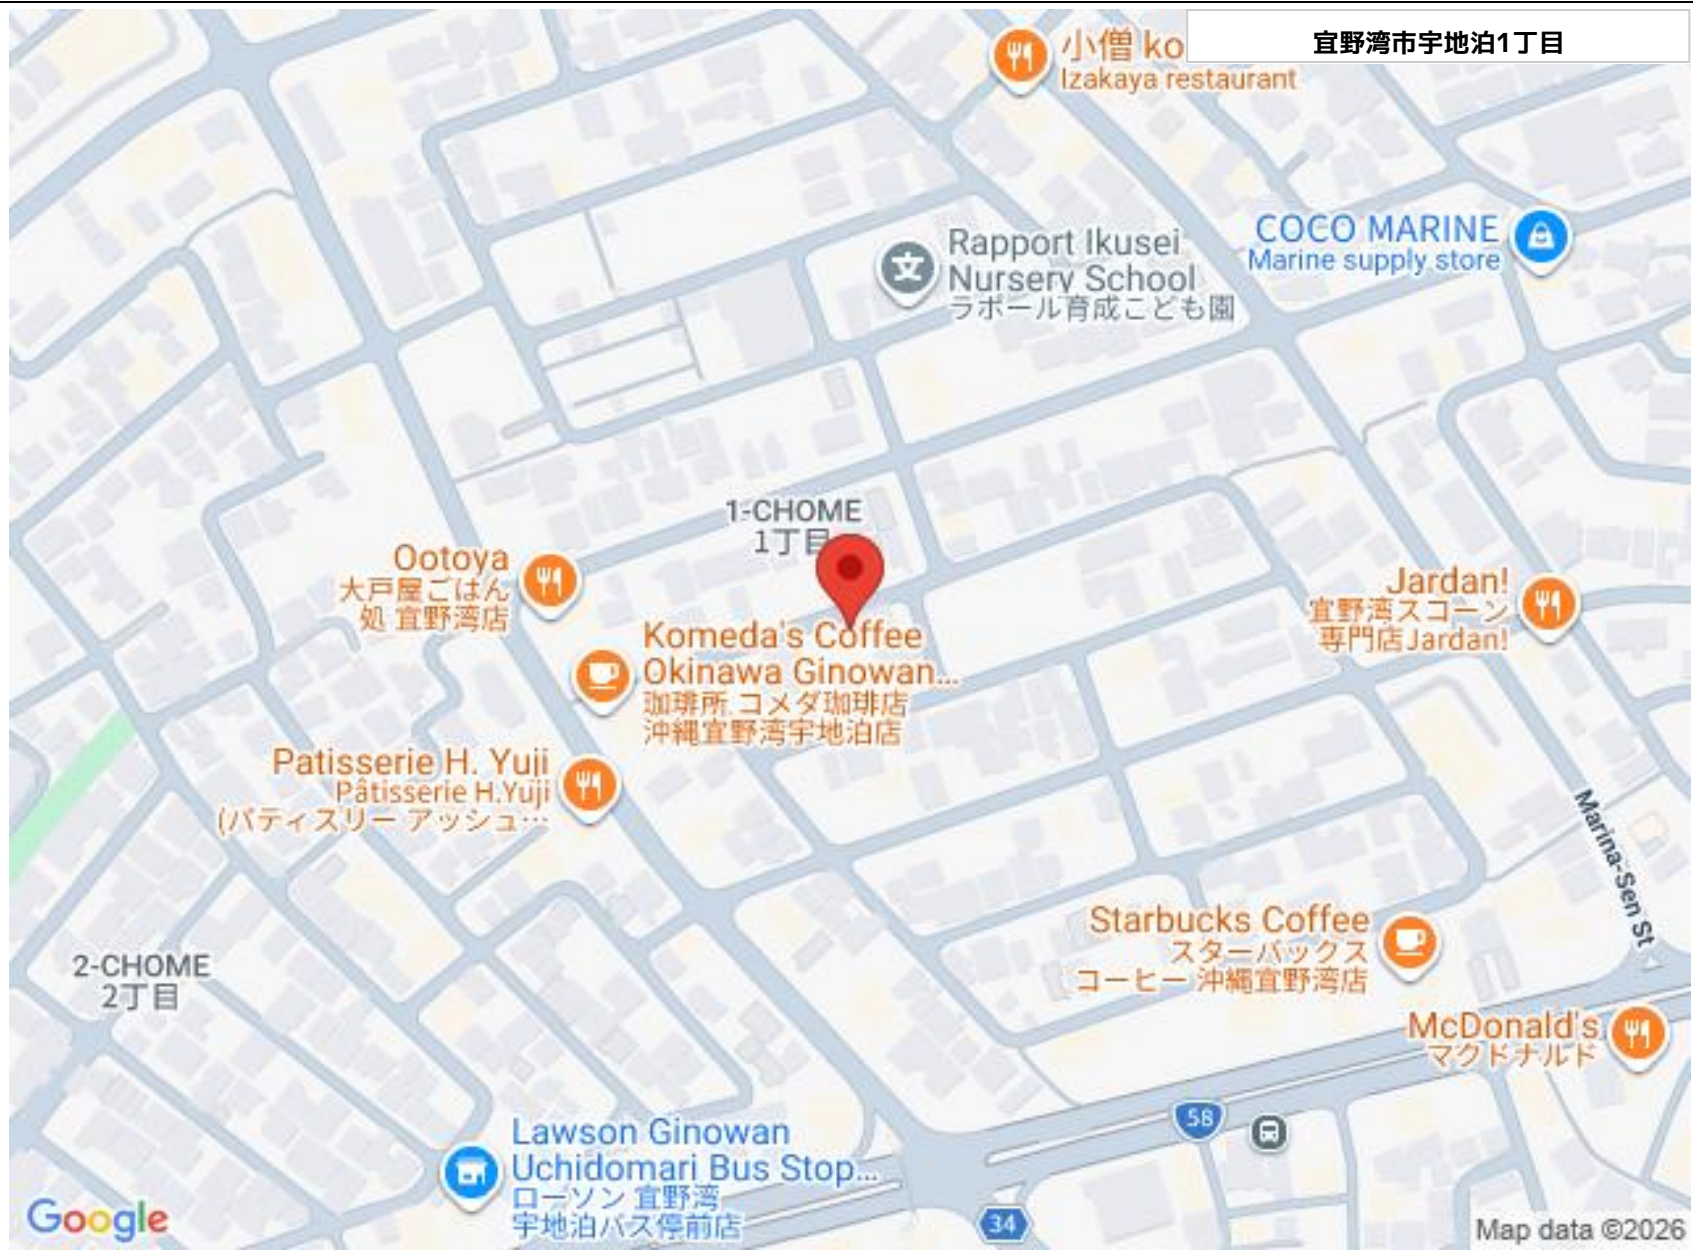 宜野湾市宇地泊1丁目
小僧 ko
Izakaya restaurant
Rapport Ikusei
Nursery School
ラポール育成こども園
COCO MARINE
Marine supply store
1-CHOME
1丁目
Ootoya
大戸屋ごはん
処 宜野湾店
Komeda's Coffee
Okinawa Ginowan...
珈琲所 コメダ珈琲店
沖縄宜野湾宇地泊店
Jardan!
宜野湾スコーン
専門店Jardan!
Patisserie H. Yuji
Pâtisserie H.Yuji
(パティスリー アッシュ…
Marina-Sen St
Starbucks Coffee
スターバックス
コーヒー 沖縄宜野湾店
2-CHOME
2丁目
McDonald's
マクドナルド
58
Lawson Ginowan
Uchidomari Bus Stop...
ローソン 宜野湾
宇地泊バス停前店
34
Google
Map data ©2026